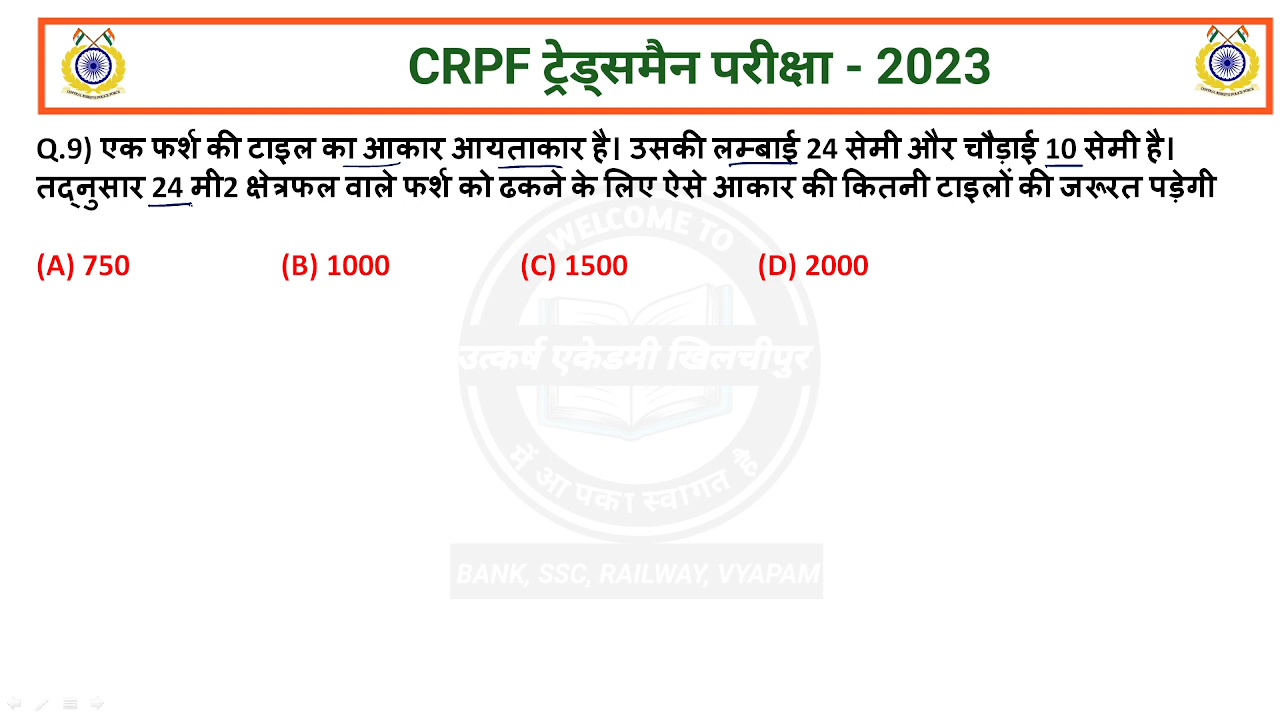 CRPF ट्रेड्समैन परीक्षा - 2023
Q.9) एक फर्श की टाइल का आकार आयताकार है। उसकी लम्बाई 24 सेमी और चौड़ाई 10 सेमी है।
तद्नुसार 24 मी2 क्षेत्रफल वाले फर्श को ढकने के लिए ऐसे आकार की कितनी टाइलों की जरूरत पड़ेगी
(A) 750 (B) 1000 (C) 1500 (D) 2000
WELCOME TO
उत्कर्ष एकेडमी खिलचीपुर
में आ पका स्वागत है
BANK, SSC, RAILWAY, VYAPAM